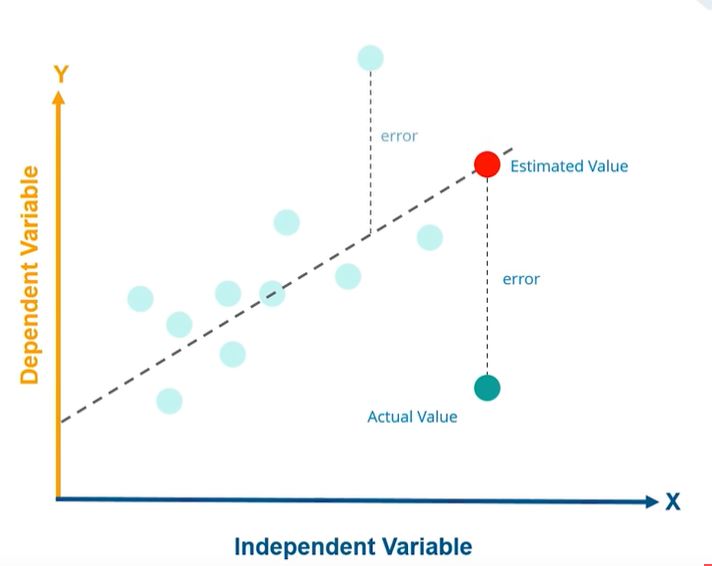 Y
error
Estimated Value
Dependent Variable
error
Actual Value
X
Independent Variable